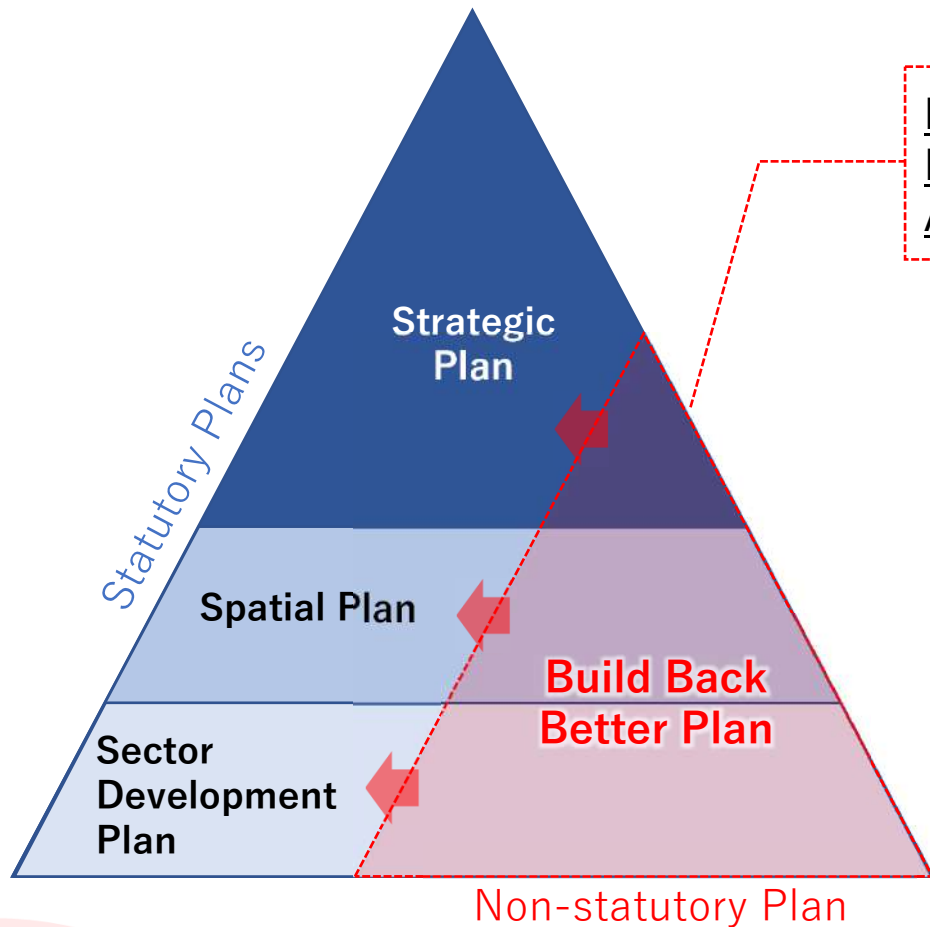 Strategic
Plan
Statutory Plans
Spatial Plan
Build Back
Better Plan
Sector
Development
Plan
Non-statutory Plan